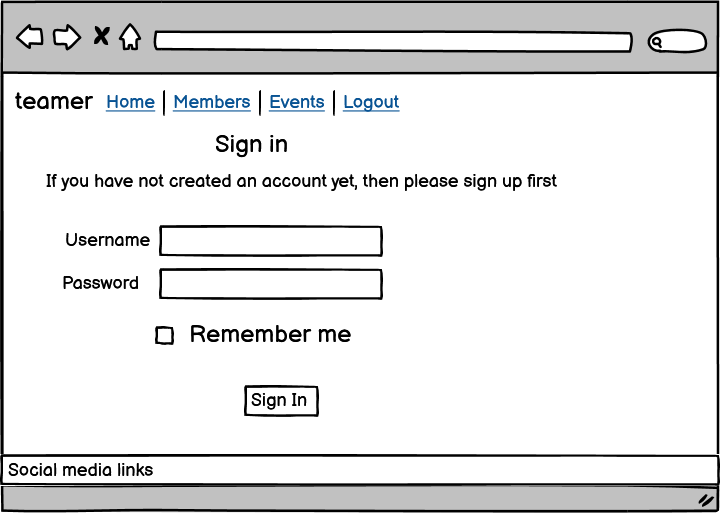 teamer Home Members Events Logout
Sign in
If you have not created an account yet, then please sign up first
Username
Password
Remember me
Sign In
Social media links